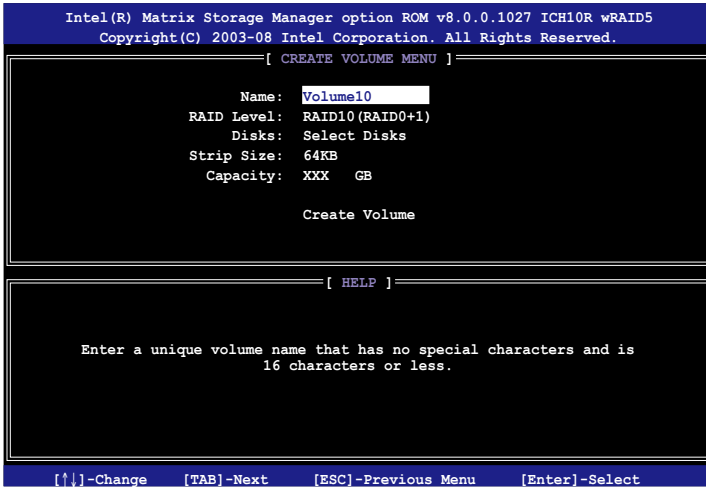 Intel(R) Matrix Storage Manager option ROM v8.0.0.1027 ICH10R wRAID5
Copyright(C) 2003-08 Intel Corporation. All Rights Reserved.
[ CREATE VOLUME MENU ]
Name: Volume10
RAID Level: RAID10(RAID0+1)
Disks: Select Disks
Strip Size: 64KB
Capacity: XXX GB
Create Volume
[ HELP ]
Enter a unique volume name that has no special characters and is
16 characters or less.
[↑↓]-Change [TAB]-Next [ESC]-Previous Menu [Enter]-Select